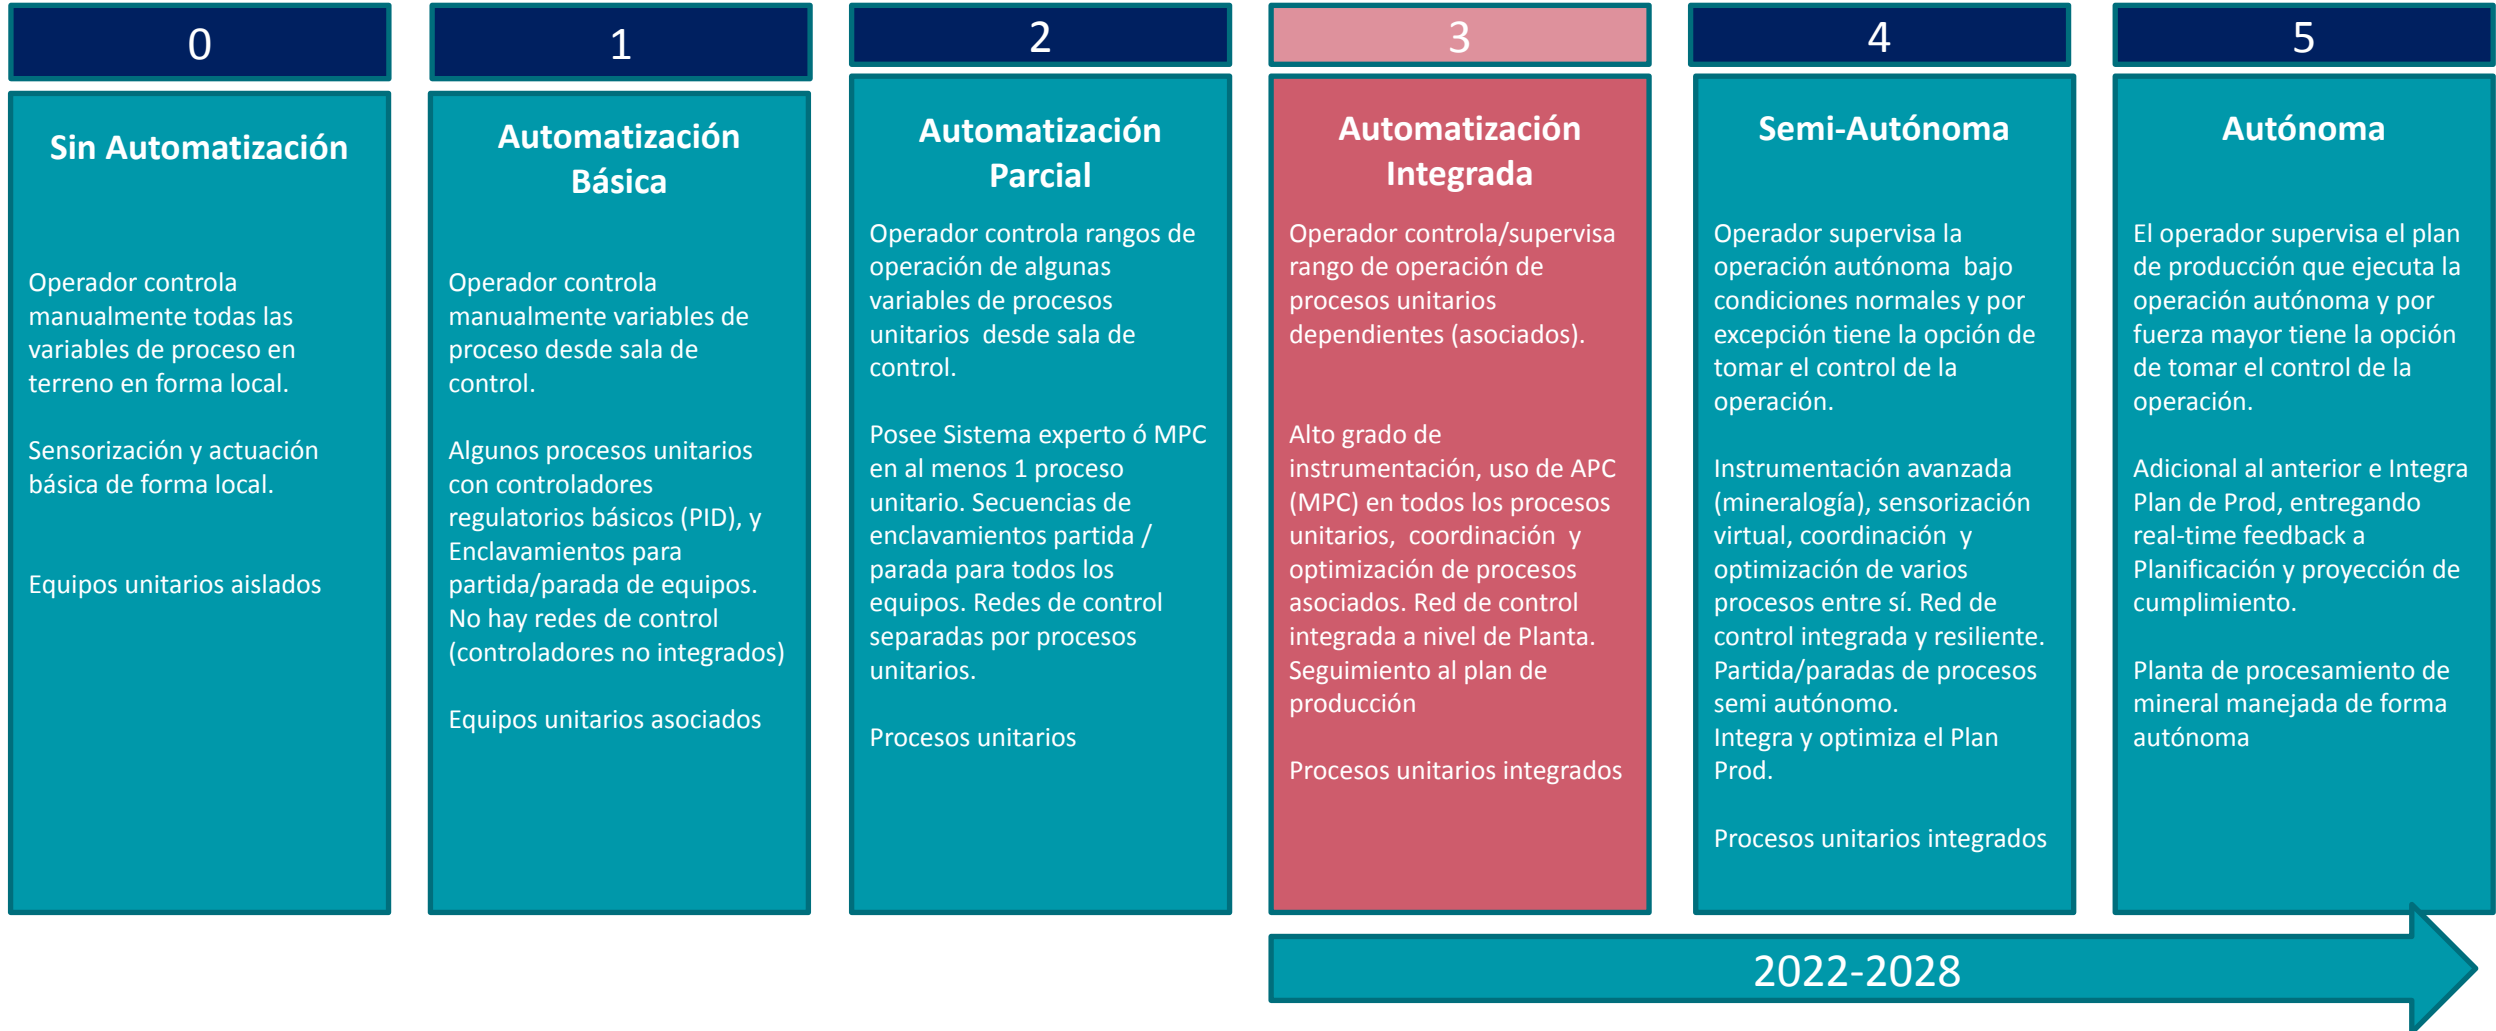 0
Sin Automatización
Operador controla
manualmente todas las
variables de proceso en
terreno en forma local.
Sensorización y actuación
básica de forma local.
Equipos unitarios aislados
1
Automatización
Básica
Operador controla
manualmente variables de
proceso desde sala de
control.
Algunos procesos unitarios
con controladores
regulatorios básicos (PID), y
Enclavamientos para
partida/parada de equipos.
No hay redes de control
(controladores no integrados)
Equipos unitarios asociados
2
Automatización
Parcial
Operador controla rangos de
operación de algunas
variables de procesos
unitarios desde sala de
control.
Posee Sistema experto ó MPC
en al menos 1 proceso
unitario. Secuencias de
enclavamientos partida /
parada para todos los
equipos. Redes de control
separadas por procesos
unitarios.
Procesos unitarios
3
Automatización
Integrada
Operador controla/supervisa
rango de operación de
procesos unitarios
dependientes (asociados).
Alto grado de
instrumentación, uso de APC
(MPC) en todos los procesos
unitarios, coordinación y
optimización de procesos
asociados. Red de control
integrada a nivel de Planta.
Seguimiento al plan de
producción
Procesos unitarios integrados
4
Semi-Autónoma
Operador supervisa la
operación autónoma bajo
condiciones normales y por
excepción tiene la opción de
tomar el control de la
operación.
Instrumentación avanzada
(mineralogía), sensorización
virtual, coordinación y
optimización de varios
procesos entre sí. Red de
control integrada y resiliente.
Partida/paradas de procesos
semi autónomo.
Integra y optimiza el Plan
Prod.
Procesos unitarios integrados
5
Autónoma
El operador supervisa el plan
de producción que ejecuta la
operación autónoma y por
fuerza mayor tiene la opción
de tomar el control de la
operación.
Adicional al anterior e Integra
Plan de Prod, entregando
real-time feedback a
Planificación y proyección de
cumplimiento.
Planta de procesamiento de
mineral manejada de forma
autónoma
2022-2028